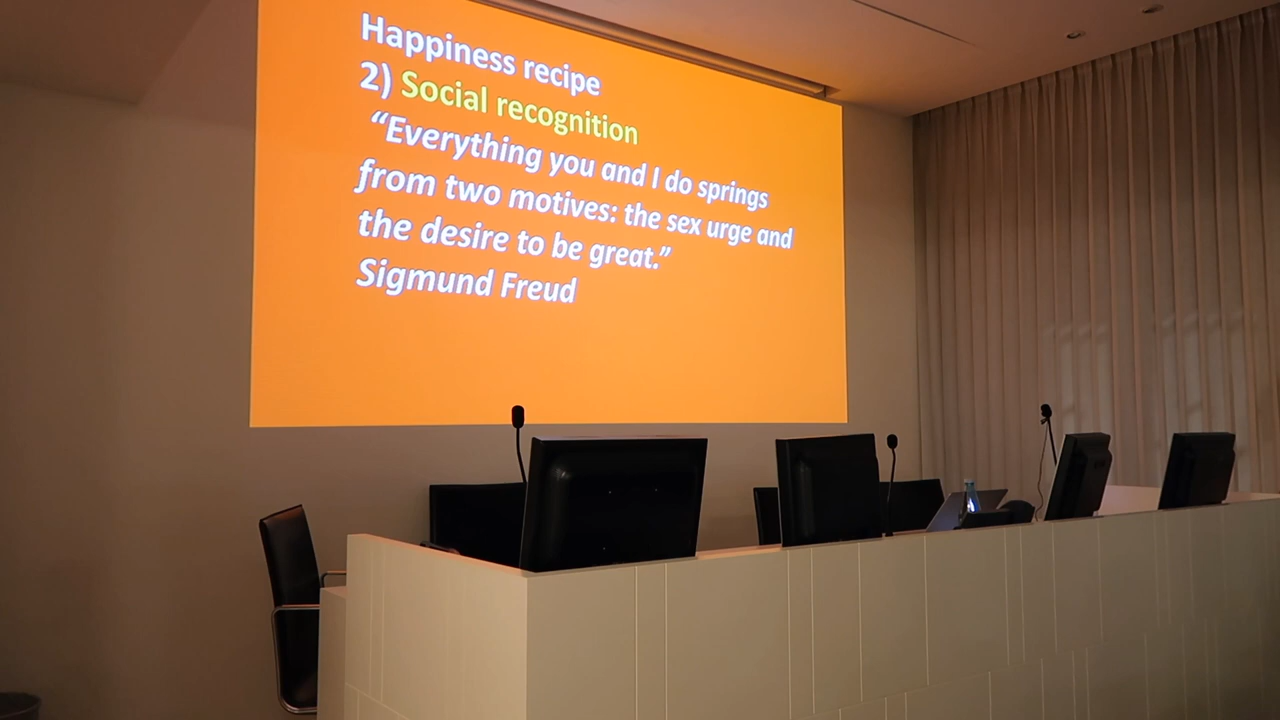 Happiness recipe
2) Social recognition
“Everything you and I do springs
from two motives: the sex urge and
the desire to be great.”
Sigmund Freud